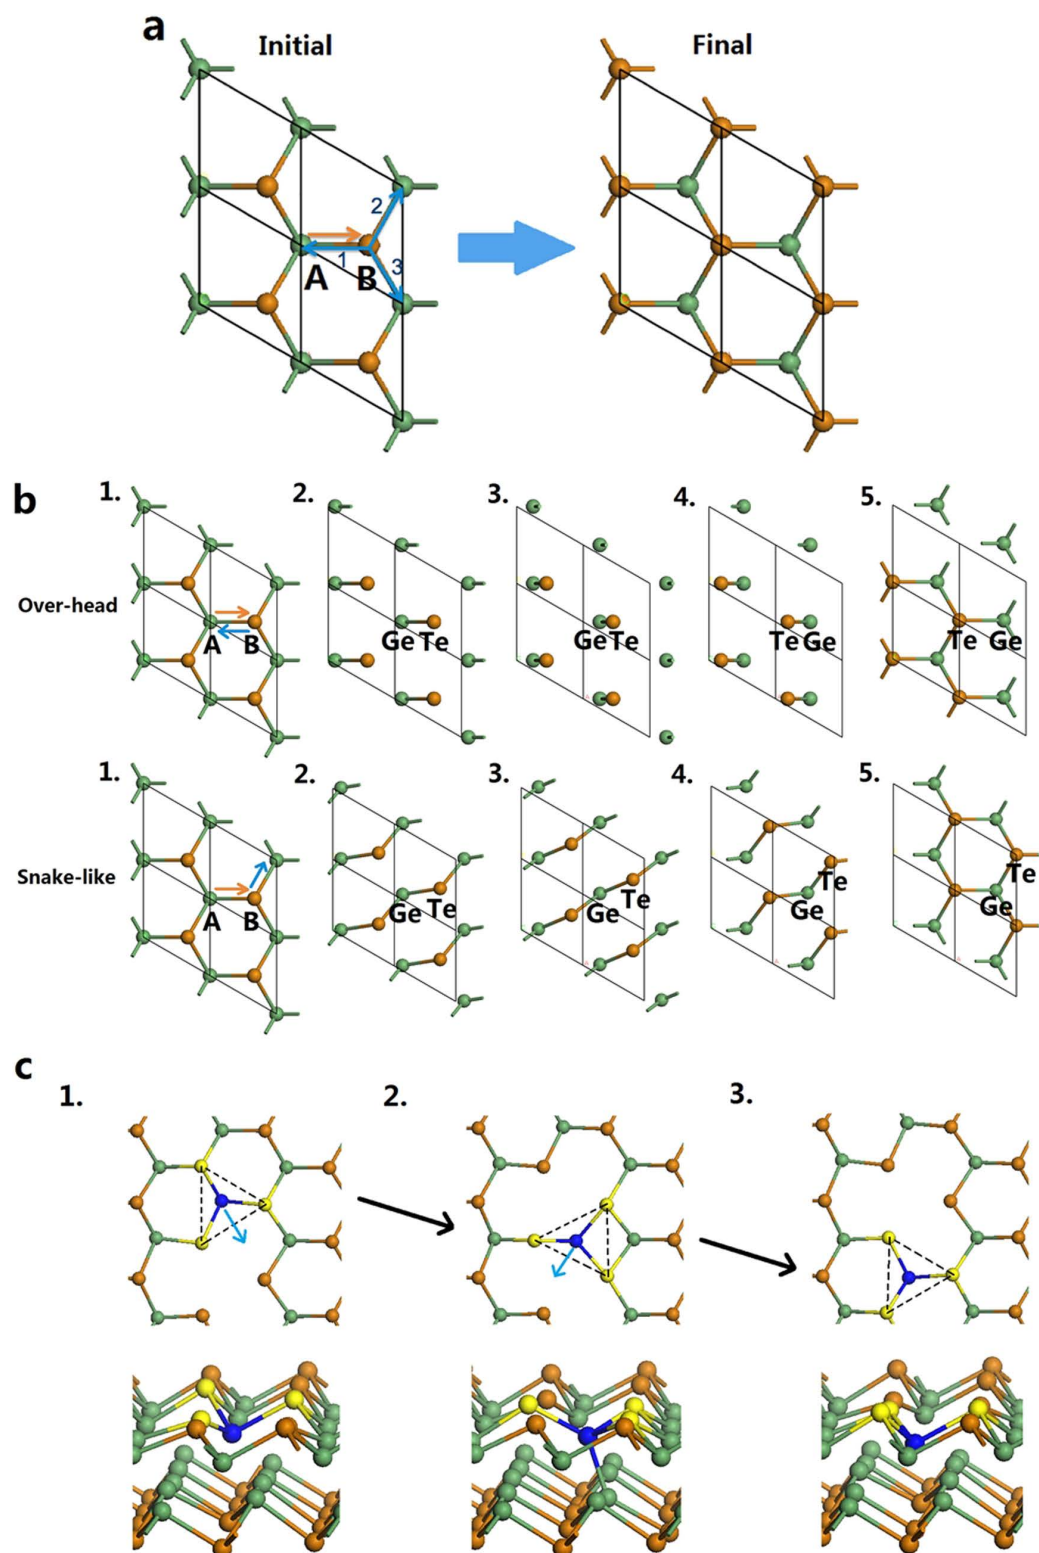 a
Initial Final
2
1
3
A B
b
1. 2. 3. 4. 5.
Over-head
A B
Ge Te
Ge Te
Te Ge
Te Ge
1. 2. 3. 4. 5.
Snake-like
A B
Ge Te
Ge Te
Ge Te
Ge Te
c
1. 2. 3.